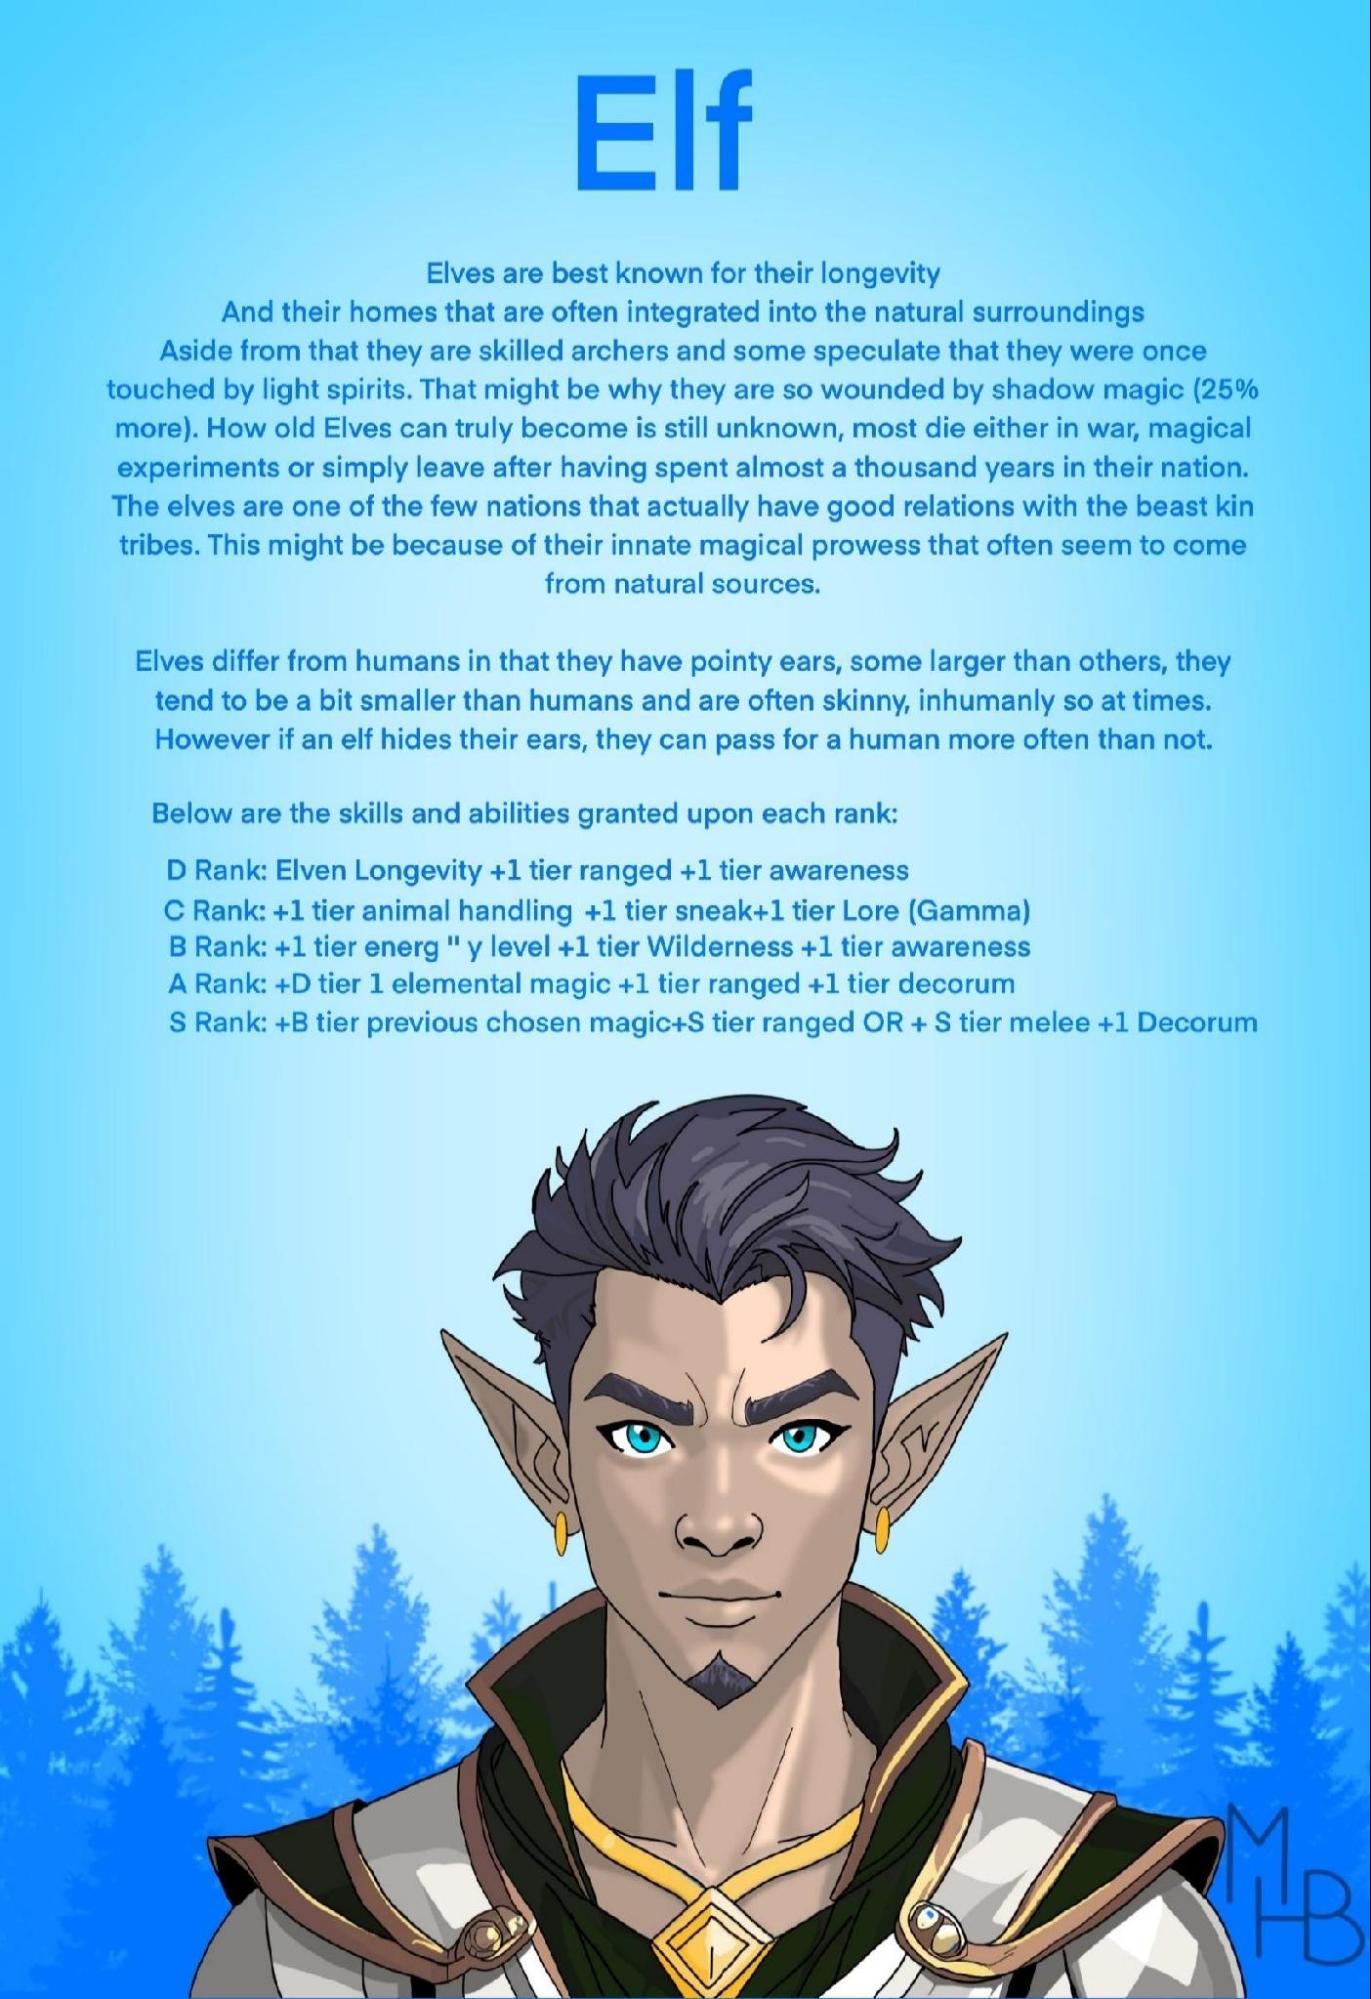 Elf
Elves are best known for their longevity
And their homes that are often integrated into the natural surroundings
Aside from that they are skilled archers and some speculate that they were once
touched by light spirits. That might be why they are so wounded by shadow magic (25%
more). How old Elves can truly become is still unknown, most die either in war, magical
experiments or simply leave after having spent almost a thousand years in their nation.
The elves are one of the few nations that actually have good relations with the beast kin
tribes. This might be because of their innate magical prowess that often seem to come
from natural sources.
Elves differ from humans in that they have pointy ears, some larger than others, they
tend to be a bit smaller than humans and are often skinny, inhumanly so at times.
However if an elf hides their ears, they can pass for a human more often than not.
Below are the skills and abilities granted upon each rank:
D Rank: Elven Longevity +1 tier ranged +1 tier awareness
C Rank: +1 tier animal handling +1 tier sneak+1 tier Lore (Gamma)
B Rank: +1 tier energ " y level +1 tier Wilderness +1 tier awareness
A Rank: +D tier 1 elemental magic +1 tier ranged +1 tier decorum
S Rank: +B tier previous chosen magic+S tier ranged OR + S tier melee +1 Decorum
MHB